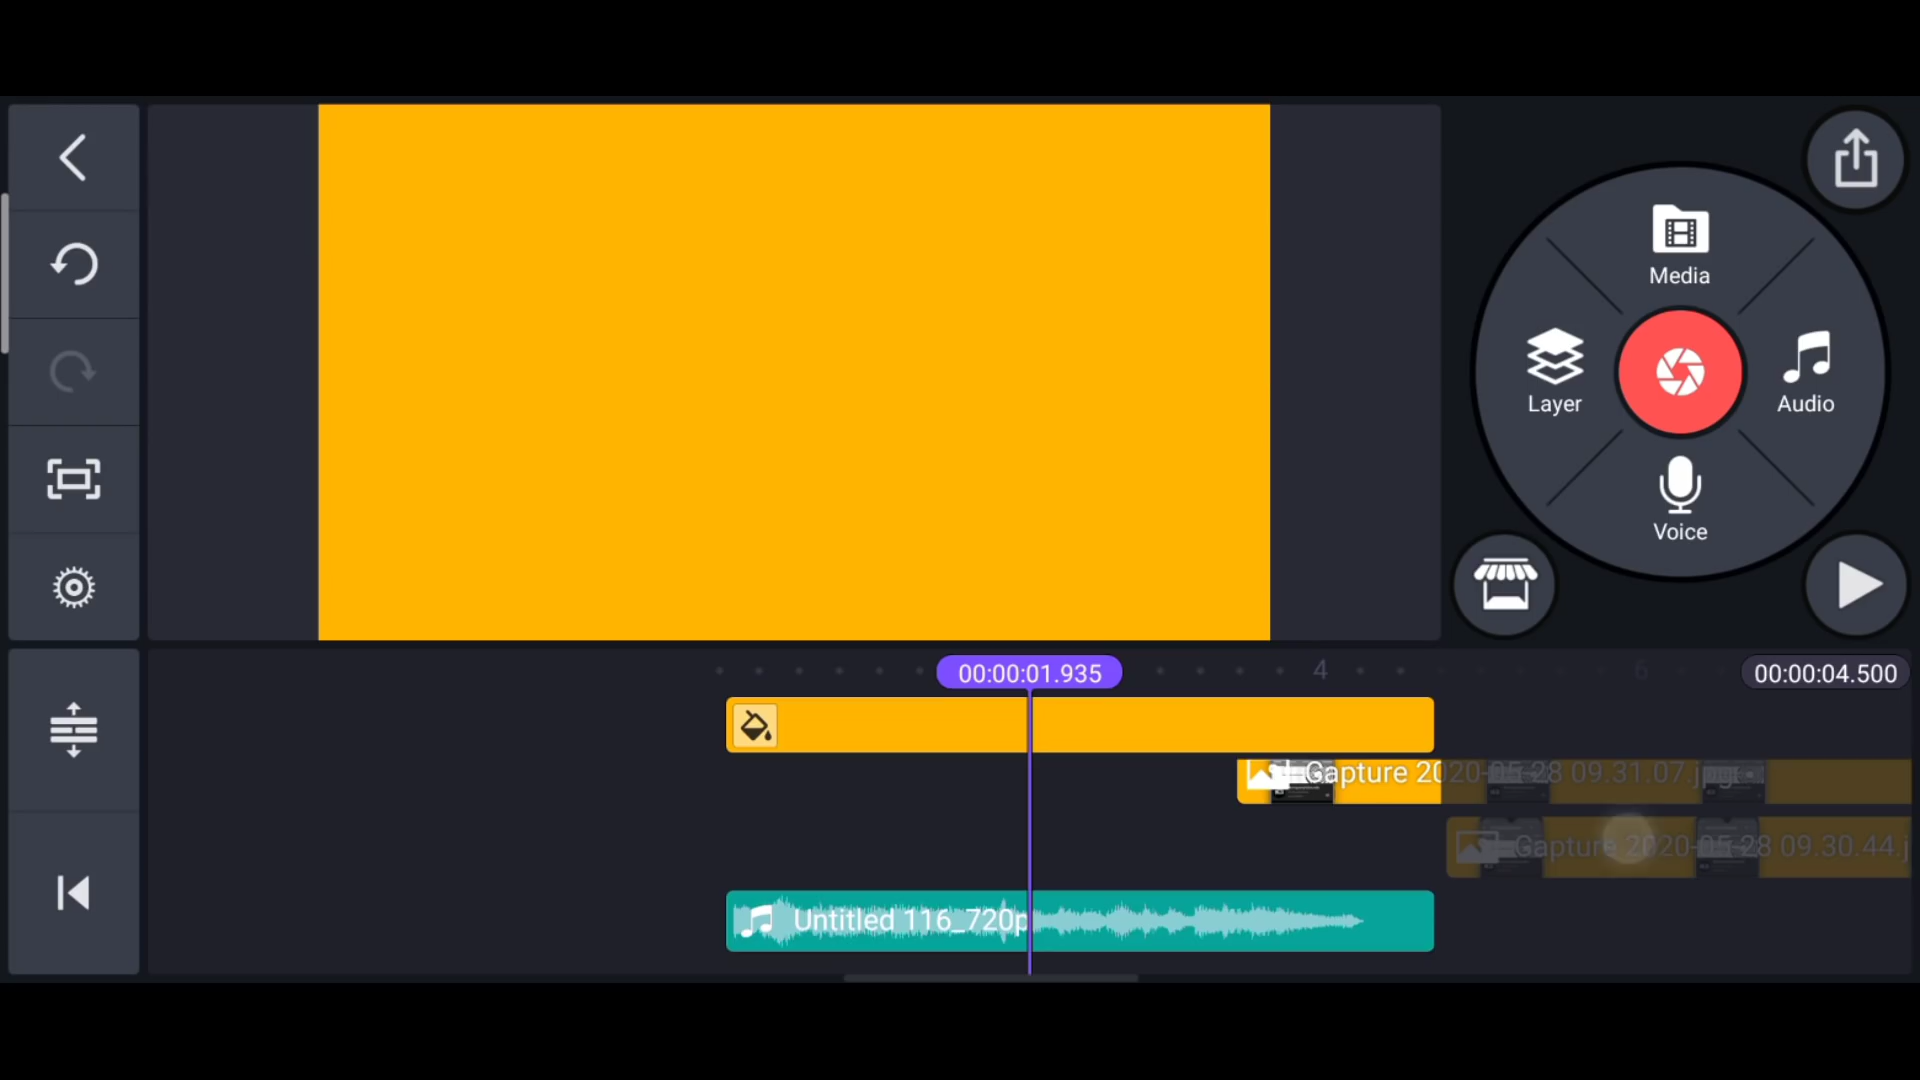 Media
Layer
Audio
Voice
00:00:01.935
4
6
00:00:04.500
Capture 2020-05-28 09.31.07.jpg
Capture 2020-05-28 09.30.44.j
Untitled 116_720p